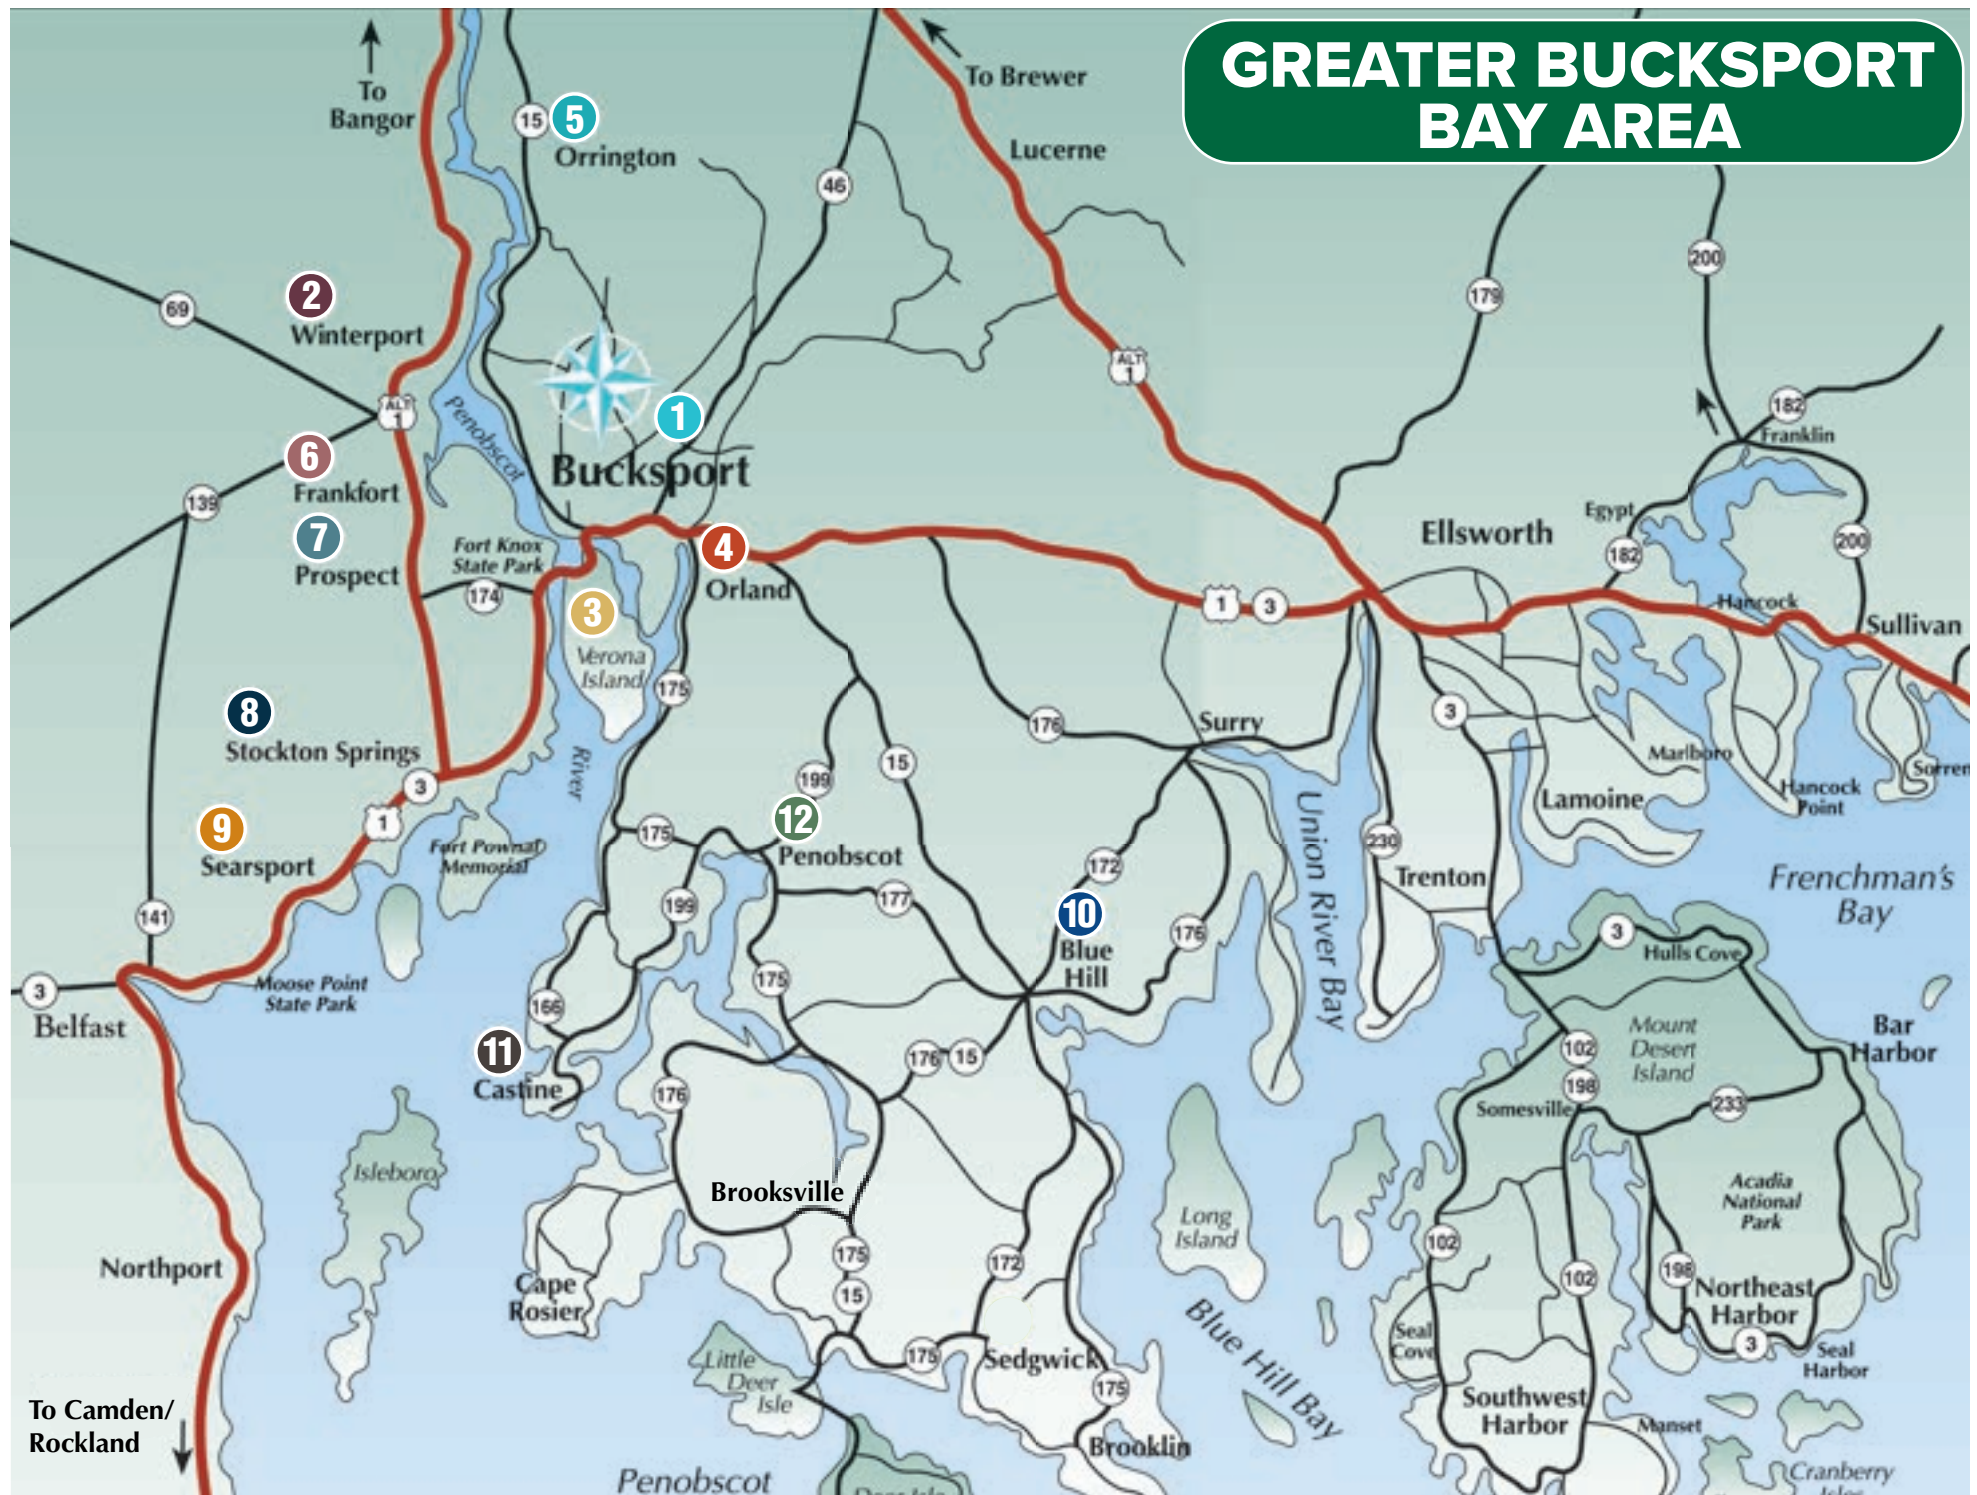 GREATER BUCKSPORT
BAY AREA
To
Bangor
To Brewer
15
5
Orrington
Lucerne
46
200
179
69
2
Winterport
ALT
1
ALT
1
182
Franklin
1
Bucksport
Penobscot
6
Frankfort
139
7
Prospect
Fort Knox
State Park
174
4
Orland
Ellsworth
Egypt
182
200
3
1
3
Hancock
Sullivan
Verona
Island
175
8
Stockton Springs
3
River
176
Surry
3
15
199
Marlboro
Sorren
Hancock
Point
Lamoine
9
Searsport
1
Fort Pownal
Memorial
175
12
Penobscot
172
Union River Bay
230
Trenton
Frenchman's
Bay
141
199
177
10
Blue
Hill
176
3
Hulls Cove
3
Belfast
Moose Point
State Park
166
175
Bar
Harbor
Mount
Desert
Island
102
198
11
Castine
176
15
176
Somesville
233
Isleboro
Brooksville
Long
Island
Acadia
National
Park
102
Northport
Cape
Rosier
175
15
172
102
198
Northeast
Harbor
Blue Hill Bay
Seal
Cove
3
Seal
Harbor
Little
Deer
Isle
175
Sedgwick
175
Southwest
Harbor
Manset
To Camden/
Rockland
Brooklin
Penobscot
Deer Isle
Cranberry
Isles